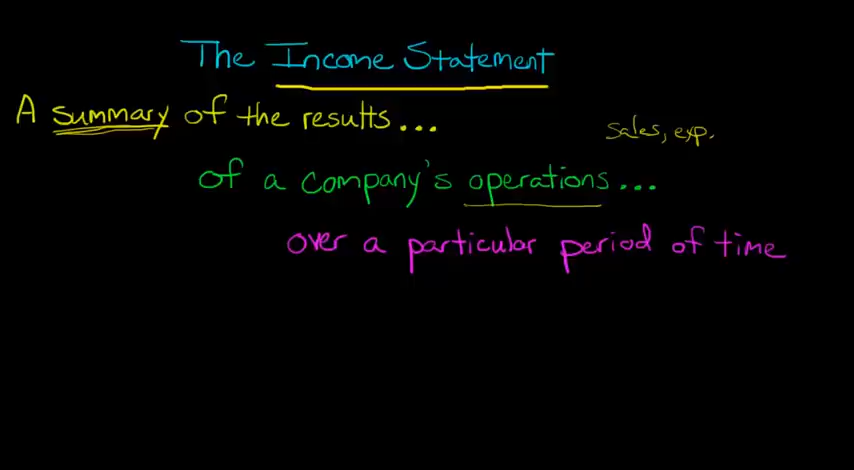 The Income Statement
A summary of the results...
sales, exp.
of a company's operations...
over a particular period of time